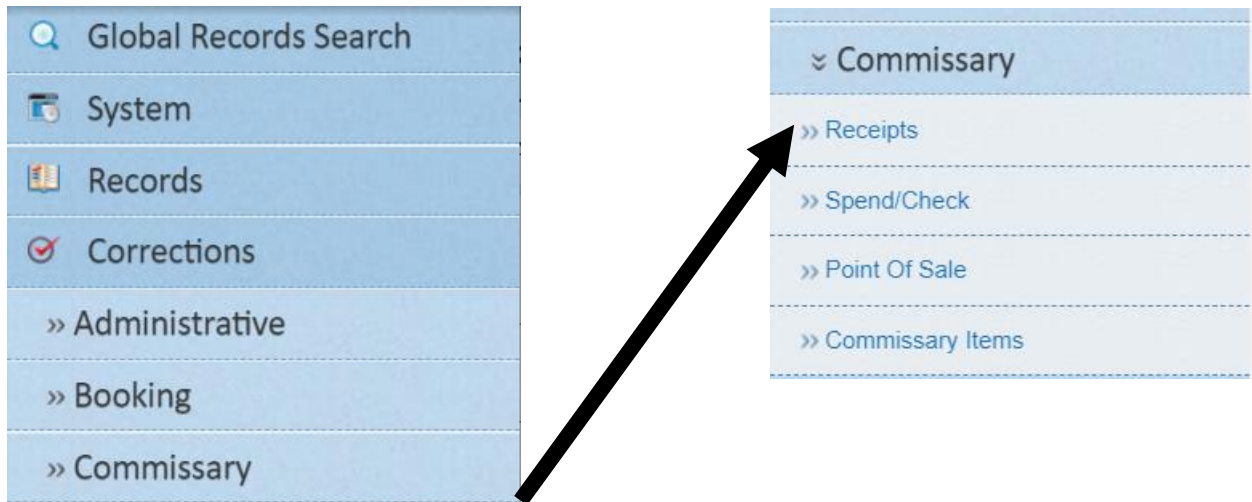 Global Records Search
System
Records
Corrections
» Administrative
» Booking
» Commissary
Commissary
» Receipts
» Spend/Check
» Point Of Sale
» Commissary Items